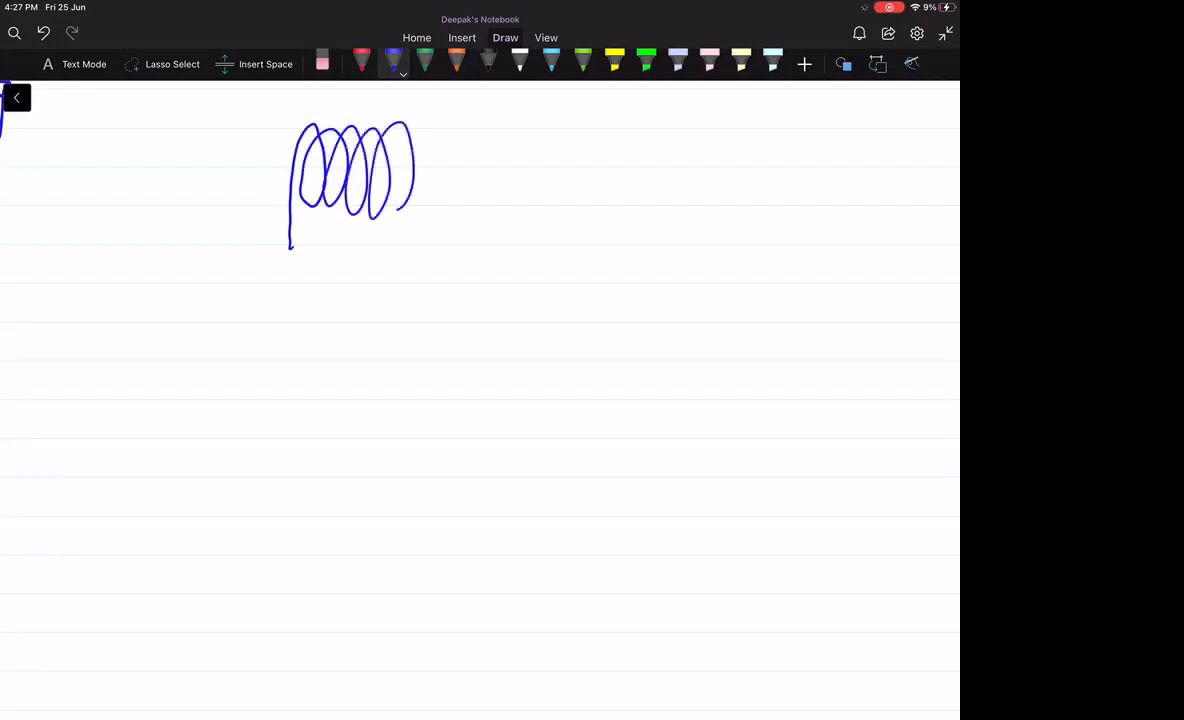 4:27 PM Fri 25 Jun
9%
Deepak's Notebook
Home Insert Draw View
Text Mode Lasso Select Insert Space